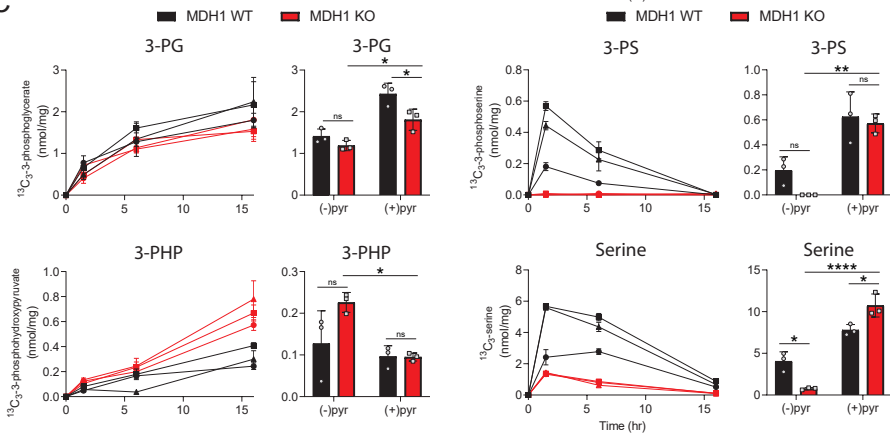 MDH1 WT MDH1 KO
3-PG
3-PG
¹³C₃-3-phosphoglycerate
(nmol/mg)
3
2
1
0
0 5 10 15
3
2
1
0
ns
*
*
(-)pyr (+)pyr
MDH1 WT MDH1 KO
3-PS
3-PS
¹³C₃-3-phosphoserine
(nmol/mg)
0.8
0.6
0.4
0.2
0.0
0 5 10 15
1.0
0.8
0.6
0.4
0.2
0.0
ns
**
ns
(-)pyr (+)pyr
3-PHP
3-PHP
¹³C₃-3-phosphohydroxypyruvate
(nmol/mg)
1.0
0.8
0.6
0.4
0.2
0.0
0 5 10 15
0.3
0.2
0.1
0.0
ns
*
ns
(-)pyr (+)pyr
Serine
Serine
¹³C₃-serine
(nmol/mg)
8
6
4
2
0
0 5 10 15
Time (hr)
15
10
5
0
*
****
*
(-)pyr (+)pyr